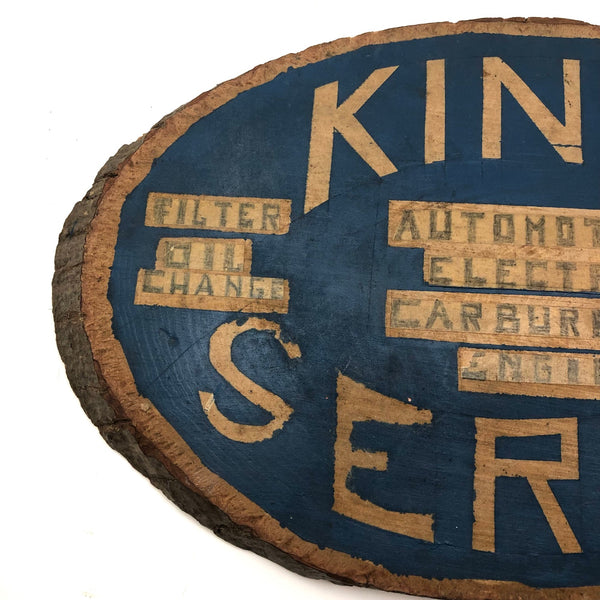 KIN
FILTER
OIL
CHANGE
AUTOMOT
ELECT
CARBUR
ENGI
SER